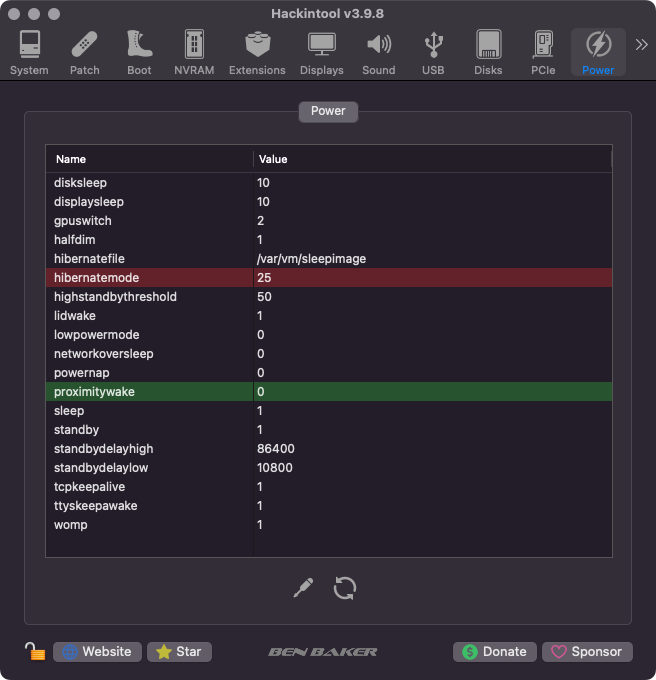 Hackintool v3.9.8
System Patch Boot NVRAM Extensions Displays Sound USB Disks PCIe Power
Power
Name Value
disksleep 10
displaysleep 10
gpuswitch 2
halfdim 1
hibernatefile /var/vm/sleepimage
hibernatemode 25
highstandbythreshold 50
lidwake 1
lowpowermode 0
networkoversleep 0
powernap 0
proximitywake 0
sleep 1
standby 1
standbydelayhigh 86400
standbydelaylow 10800
tcpkeepalive 1
ttyskeepawake 1
womp 1
Website Star BEN BAKER Donate Sponsor